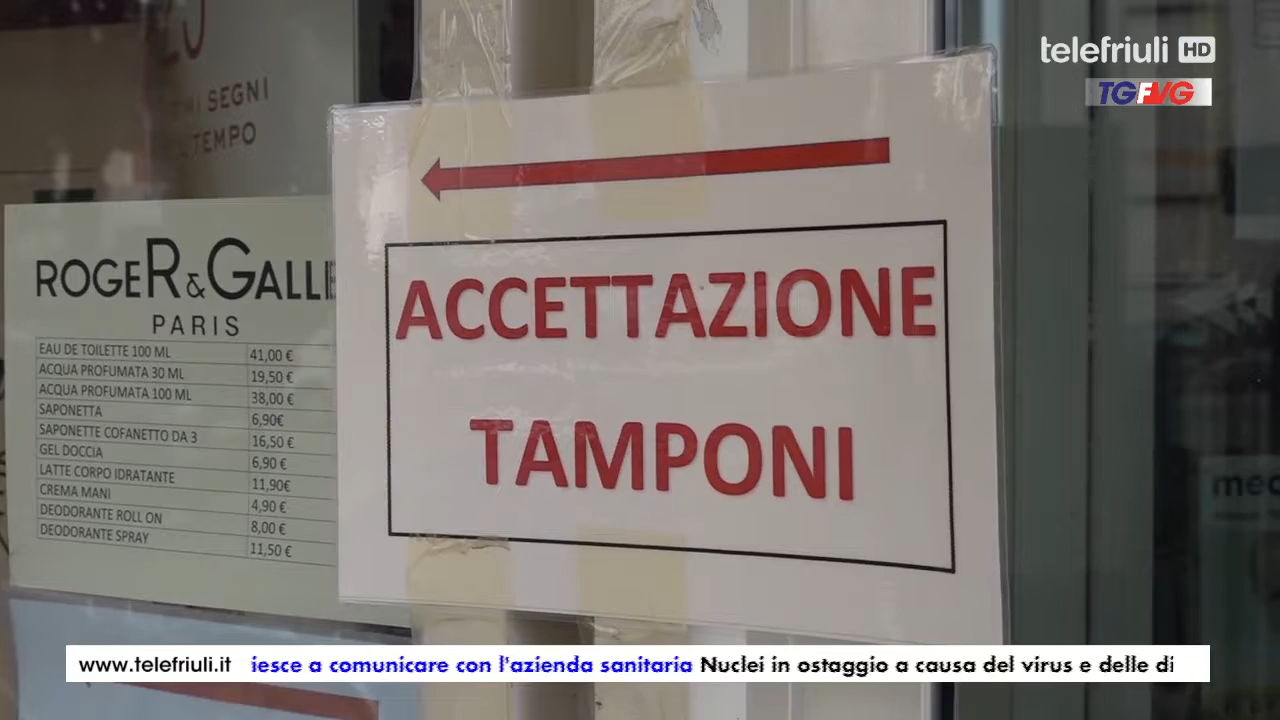 telefriuli HD
TGFVG
SEGNI
TEMPO
ROGER&GALLE
PARIS
EAU DE TOILETTE 100 ML 41,00 €
ACQUA PROFUMATA 30 ML 19,50 €
ACQUA PROFUMATA 100 ML 38,00 €
SAPONETTA 6,90€
SAPONETTE COFANETTO DA 3 16,50 €
GEL DOCCIA 6,90 €
LATTE CORPO IDRATANTE 11,90€
CREMA MANI 4,90 €
DEODORANTE ROLL ON 8,00 €
DEODORANTE SPRAY 11,50 €
ACCETTAZIONE
TAMPONI
www.telefriuli.it iesce a comunicare con l'azienda sanitaria Nuclei in ostaggio a causa del virus e delle di